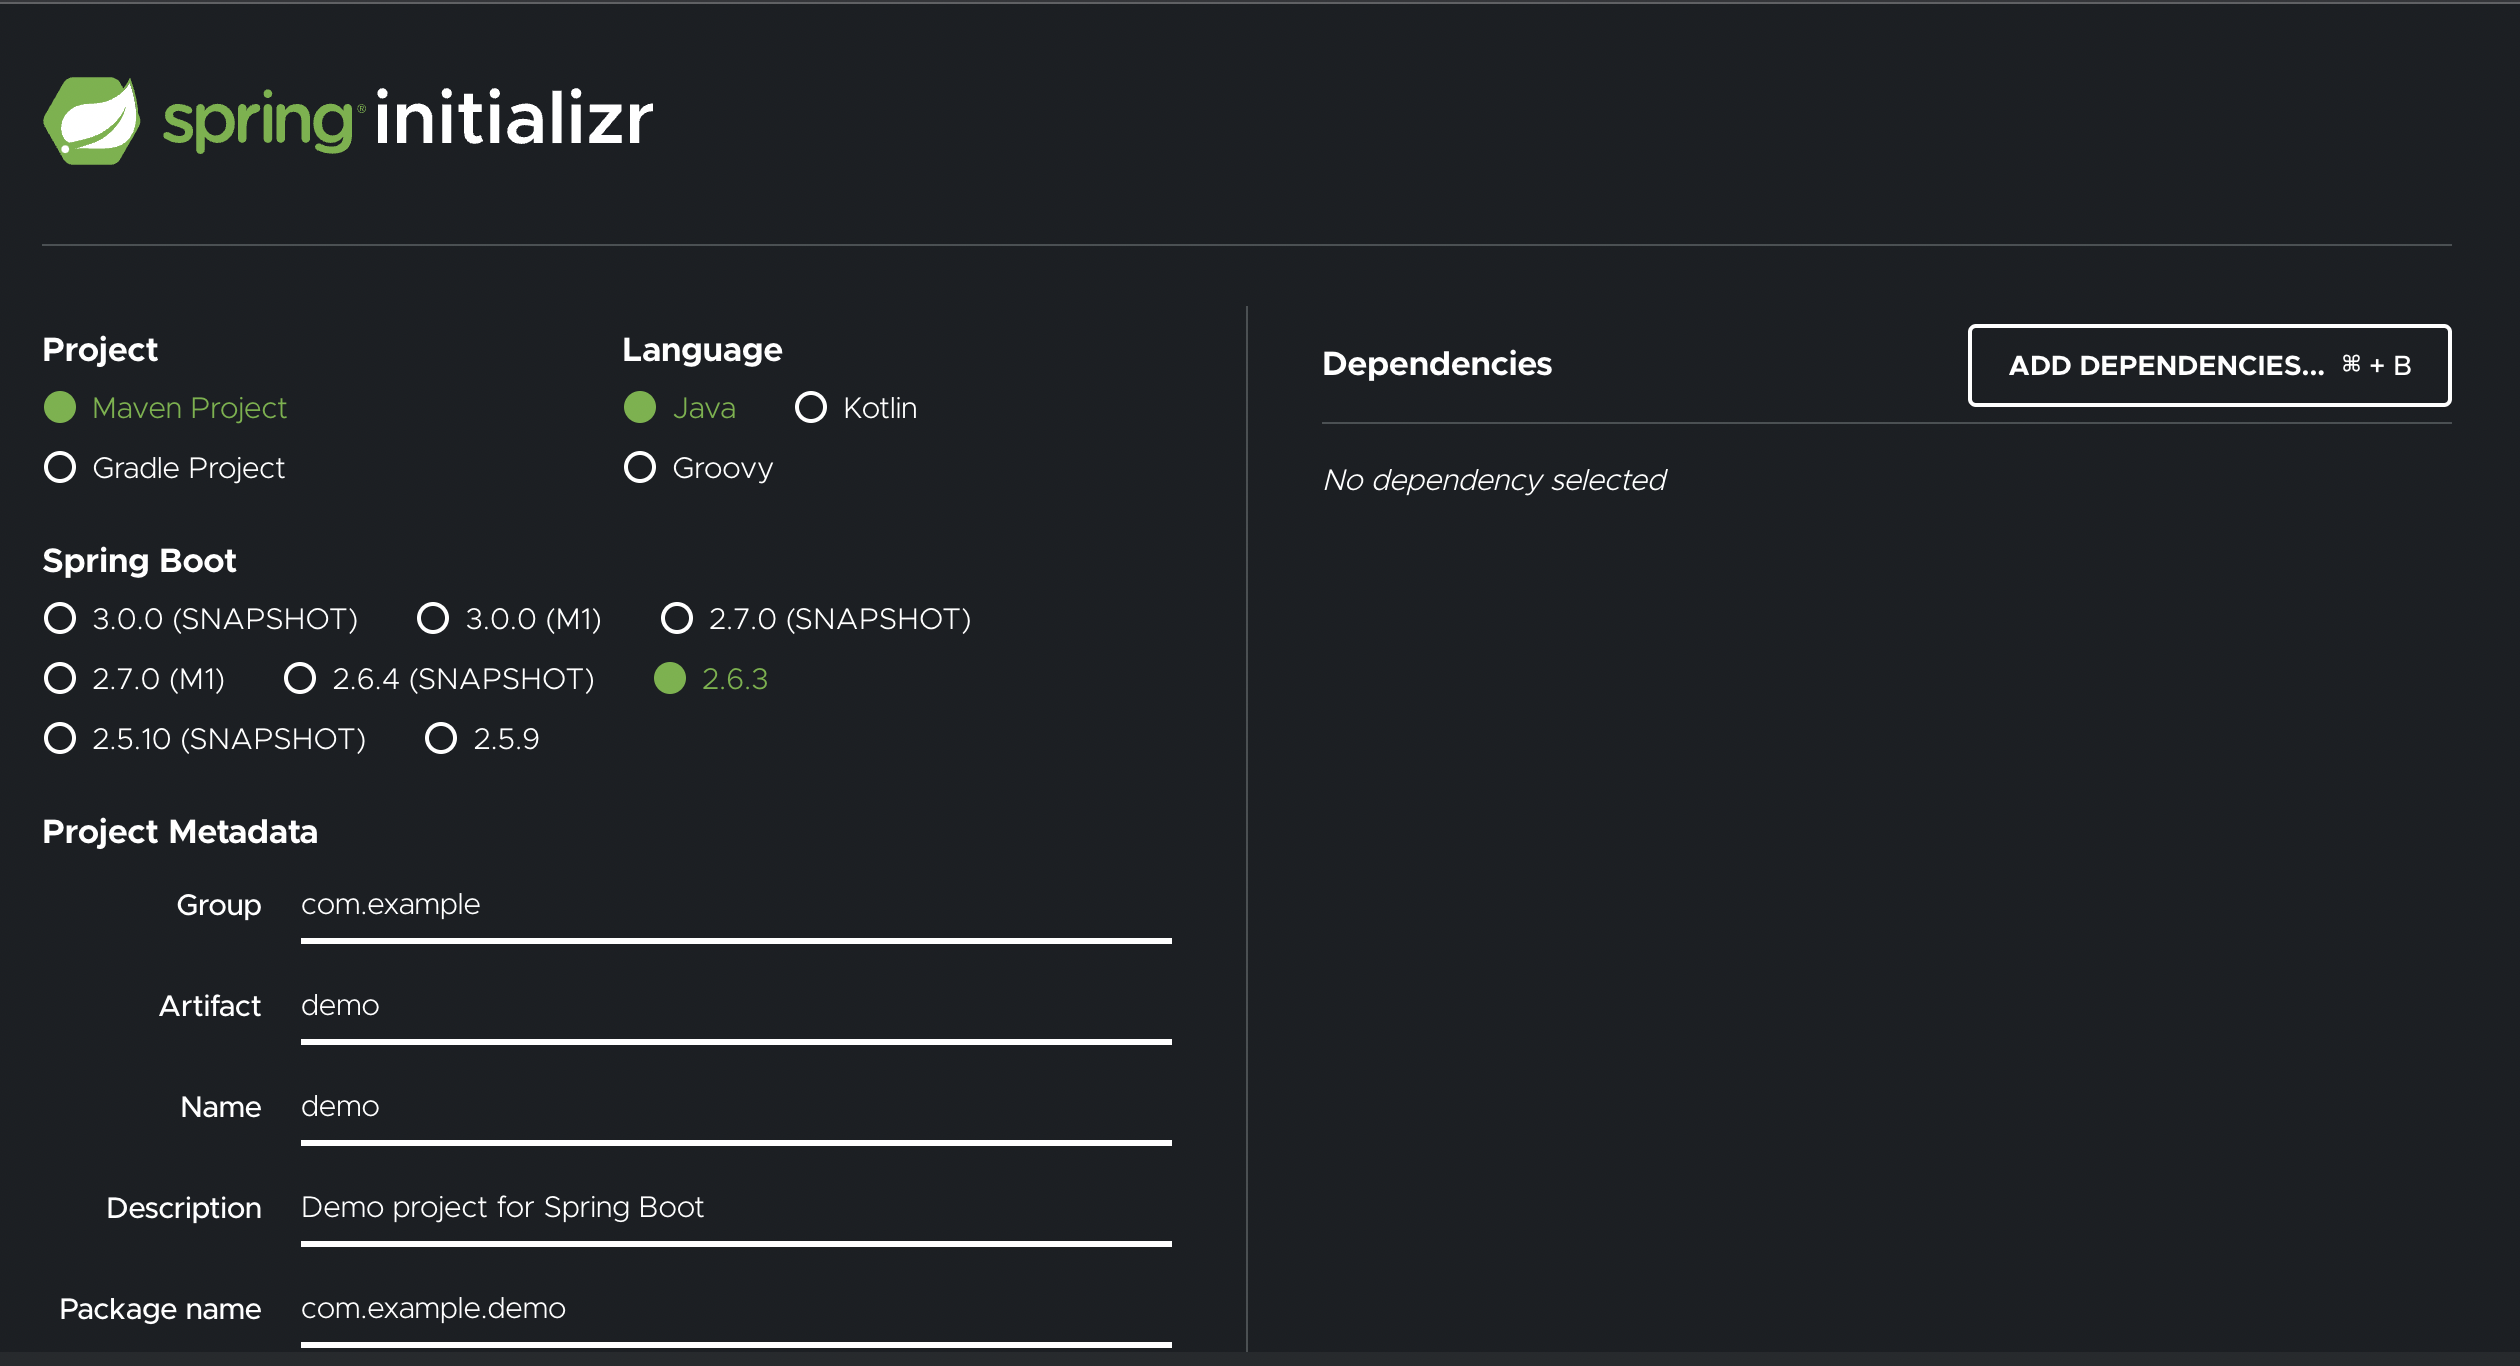 spring® initializr
Project
Maven Project
Gradle Project
Language
Java Kotlin
Groovy
Spring Boot
3.0.0 (SNAPSHOT) 3.0.0 (M1) 2.7.0 (SNAPSHOT)
2.7.0 (M1) 2.6.4 (SNAPSHOT) 2.6.3
2.5.10 (SNAPSHOT) 2.5.9
Project Metadata
Group com.example
Artifact demo
Name demo
Description Demo project for Spring Boot
Package name com.example.demo
Dependencies
ADD DEPENDENCIES... ⌘ + B
No dependency selected